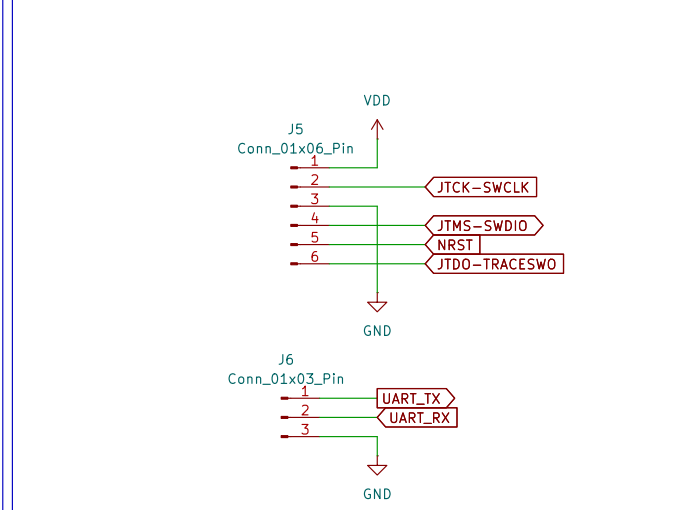 VDD
J5
Conn_01x06_Pin
1
2
JTCK-SWCLK
3
4
JTMS-SWDIO
5
NRST
6
JTDO-TRACESWO
GND
J6
Conn_01x03_Pin
1
UART_TX
2
UART_RX
3
GND